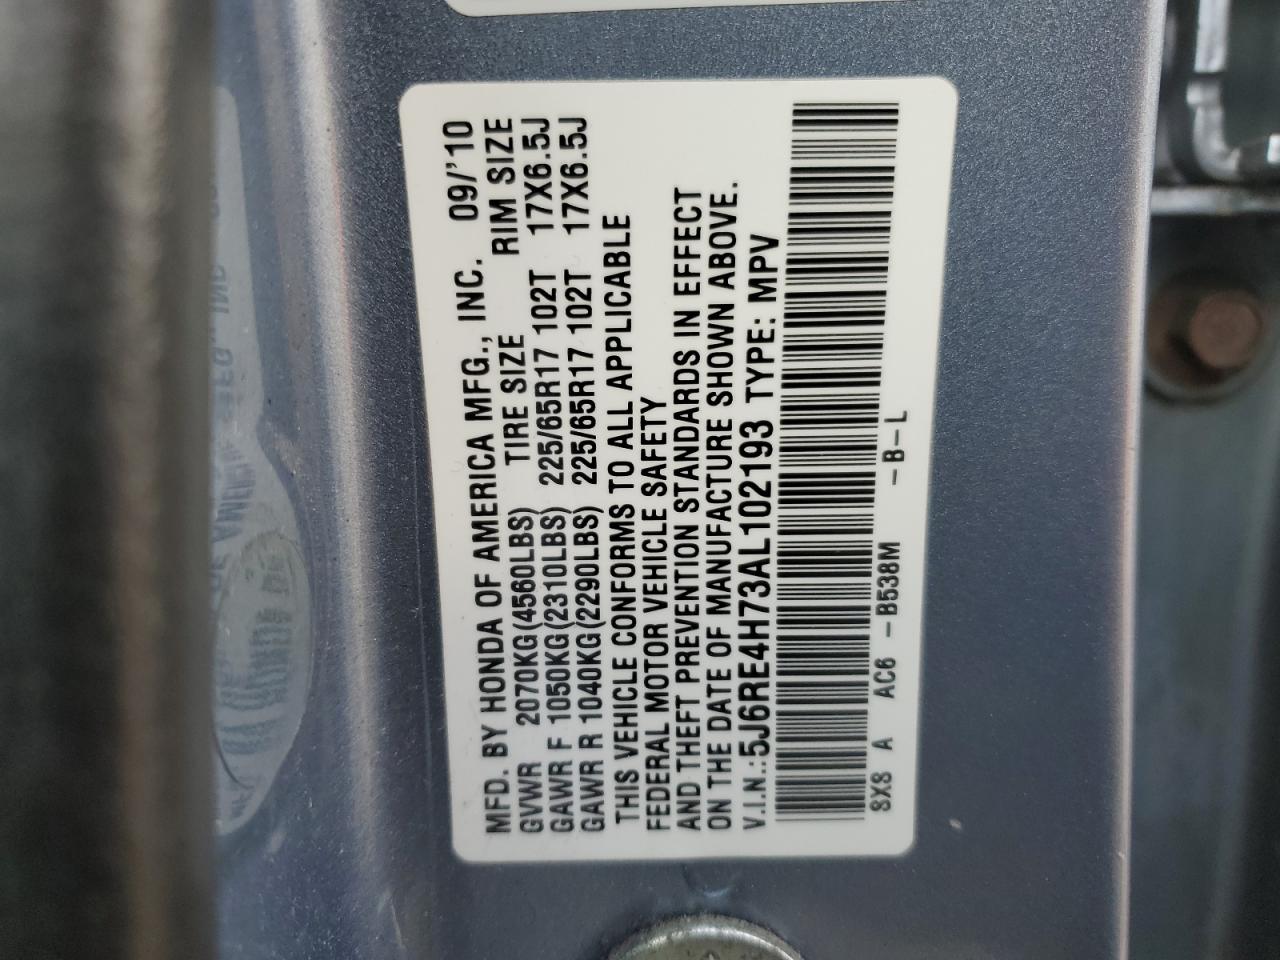 MFD. BY HONDA OF AMERICA MFG., INC. 09/'10
GVWR 2070KG(4560LBS) TIRE SIZE RIM SIZE
GAWR F 1050KG(2310LBS) 225/65R17 102T 17X6.5J
GAWR R 1040KG(2290LBS) 225/65R17 102T 17X6.5J
THIS VEHICLE CONFORMS TO ALL APPLICABLE
FEDERAL MOTOR VEHICLE SAFETY
AND THEFT PREVENTION STANDARDS IN EFFECT
ON THE DATE OF MANUFACTURE SHOWN ABOVE.
V.I.N.:5J6RE4H73AL102193 TYPE: MPV
8X8 A AC6 -B538M -B-L